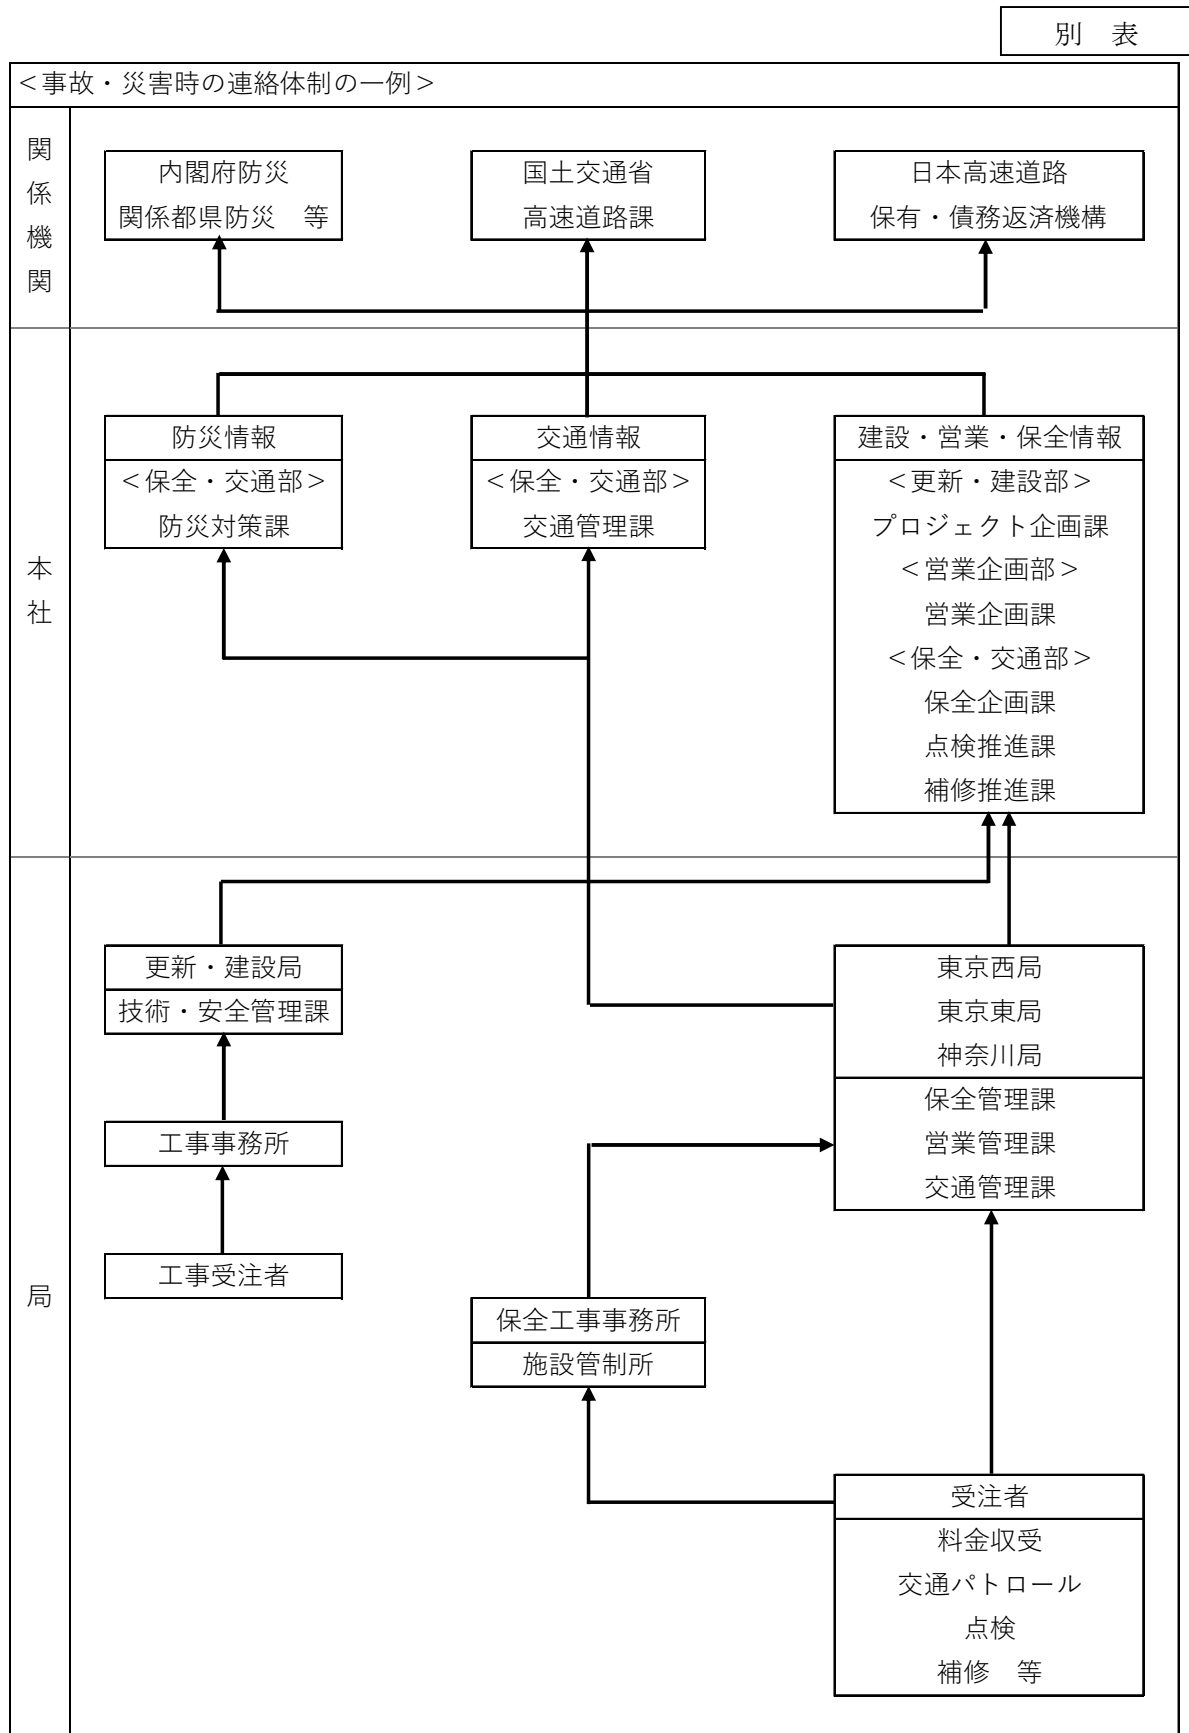 別　表
＜事故・災害時の連絡体制の一例＞
関係機関
内閣府防災
関係都県防災　等
国土交通省
高速道路課
日本高速道路
保有・債務返済機構
本社
防災情報
＜保全・交通部＞
防災対策課
交通情報
＜保全・交通部＞
交通管理課
建設・営業・保全情報
＜更新・建設部＞
プロジェクト企画課
＜営業企画部＞
営業企画課
＜保全・交通部＞
保全企画課
点検推進課
補修推進課
局
更新・建設局
技術・安全管理課
工事事務所
工事受注者
東京西局
東京東局
神奈川局
保全管理課
営業管理課
交通管理課
保全工事事務所
施設管制所
受注者
料金収受
交通パトロール
点検
補修　等